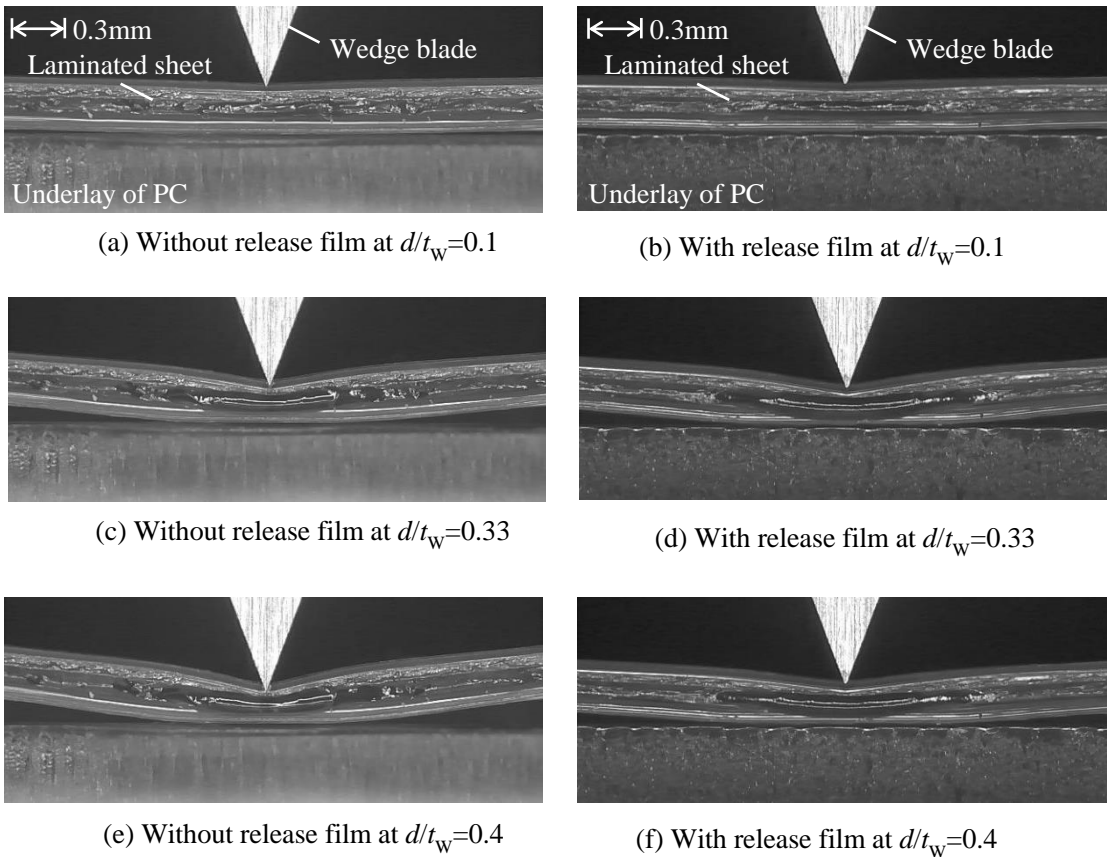 0.3mm
Wedge blade
Laminated sheet
Underlay of PC
0.3mm
Wedge blade
Laminated sheet
(a) Without release film at d/tw=0.1
(b) With release film at d/tw=0.1
(c) Without release film at d/tw=0.33
(d) With release film at d/tw=0.33
(e) Without release film at d/tw=0.4
(f) With release film at d/tw=0.4